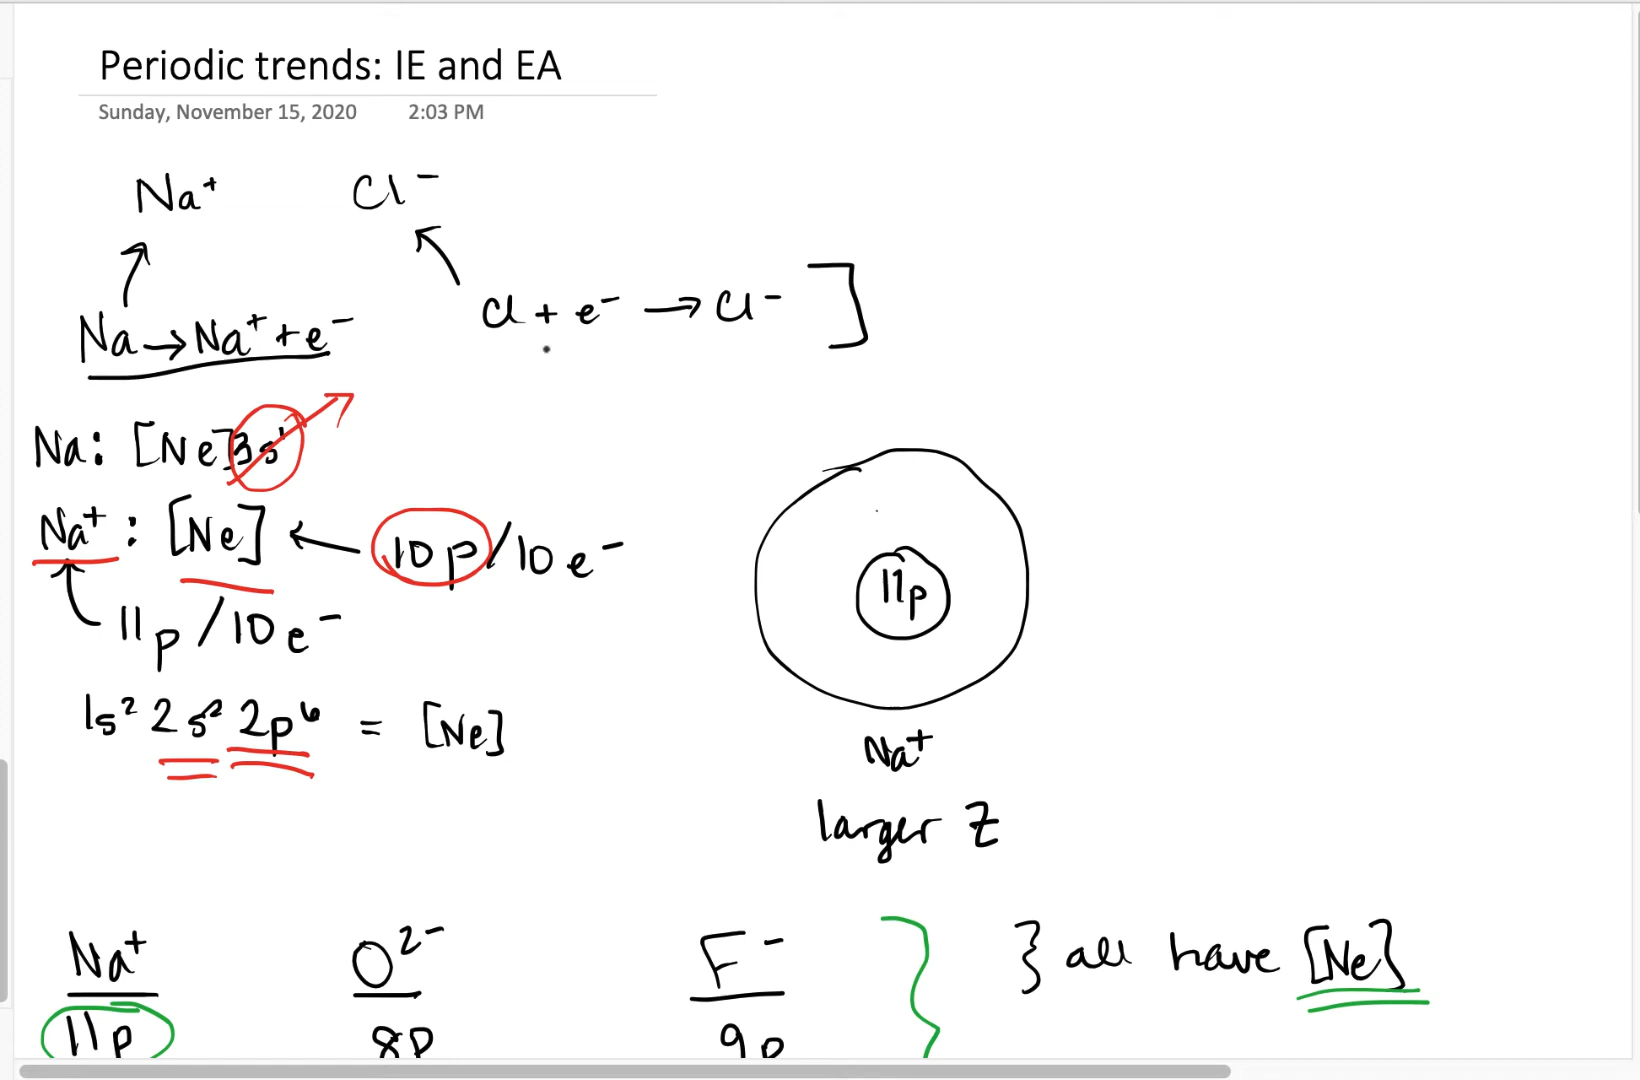 Periodic trends: IE and EA
Sunday, November 15, 2020 2:03 PM
Na⁺ Cl⁻
Cl + e⁻ → Cl⁻ ]
Na → Na⁺ + e⁻
Na: [Ne]3s¹
Na⁺ : [Ne] ← 10p/10e⁻
11p/10e⁻
1s² 2s² 2p⁶ = [Ne]
11p
Na⁺
larger Z
Na⁺ O²⁻ F⁻ } all have [Ne]
11p 8p 9p